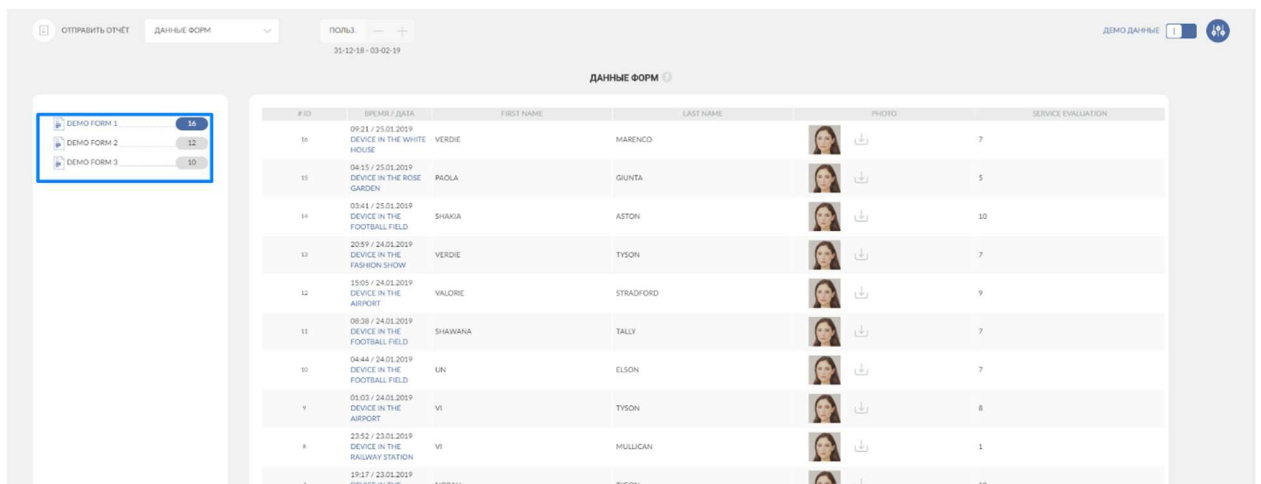 ОТПРАВИТЬ ОТЧЁТ ДАННЫЕ ФОРМ ПОЛЬЗ. — + ДЕМО ДАННЫЕ
31-12-18 - 03-02-19
ДАННЫЕ ФОРМ ?
DEMO FORM 1 16
DEMO FORM 2 12
DEMO FORM 3 10
# ID ВРЕМЯ / ДАТА FIRST NAME LAST NAME PHOTO SERVICE EVALUATION
09:21 / 25.01.2019
16 DEVICE IN THE WHITE VERDIE MARENCO 7
HOUSE
04:15 / 25.01.2019
15 DEVICE IN THE ROSE PAOLA GIUNTA 5
GARDEN
03:41 / 25.01.2019
14 DEVICE IN THE SHAKIA ASTON 10
FOOTBALL FIELD
20:59 / 24.01.2019
13 DEVICE IN THE VERDIE TYSON 7
FASHION SHOW
15:05 / 24.01.2019
12 DEVICE IN THE VALORIE STRADFORD 9
AIRPORT
08:38 / 24.01.2019
11 DEVICE IN THE SHAWANA TALLY 7
FOOTBALL FIELD
04:44 / 24.01.2019
10 DEVICE IN THE UN ELSON 7
FOOTBALL FIELD
01:03 / 24.01.2019
9 DEVICE IN THE VI TYSON 8
AIRPORT
23:52 / 23.01.2019
8 DEVICE IN THE VI MULLICAN 1
RAILWAY STATION
19:17 / 23.01.2019